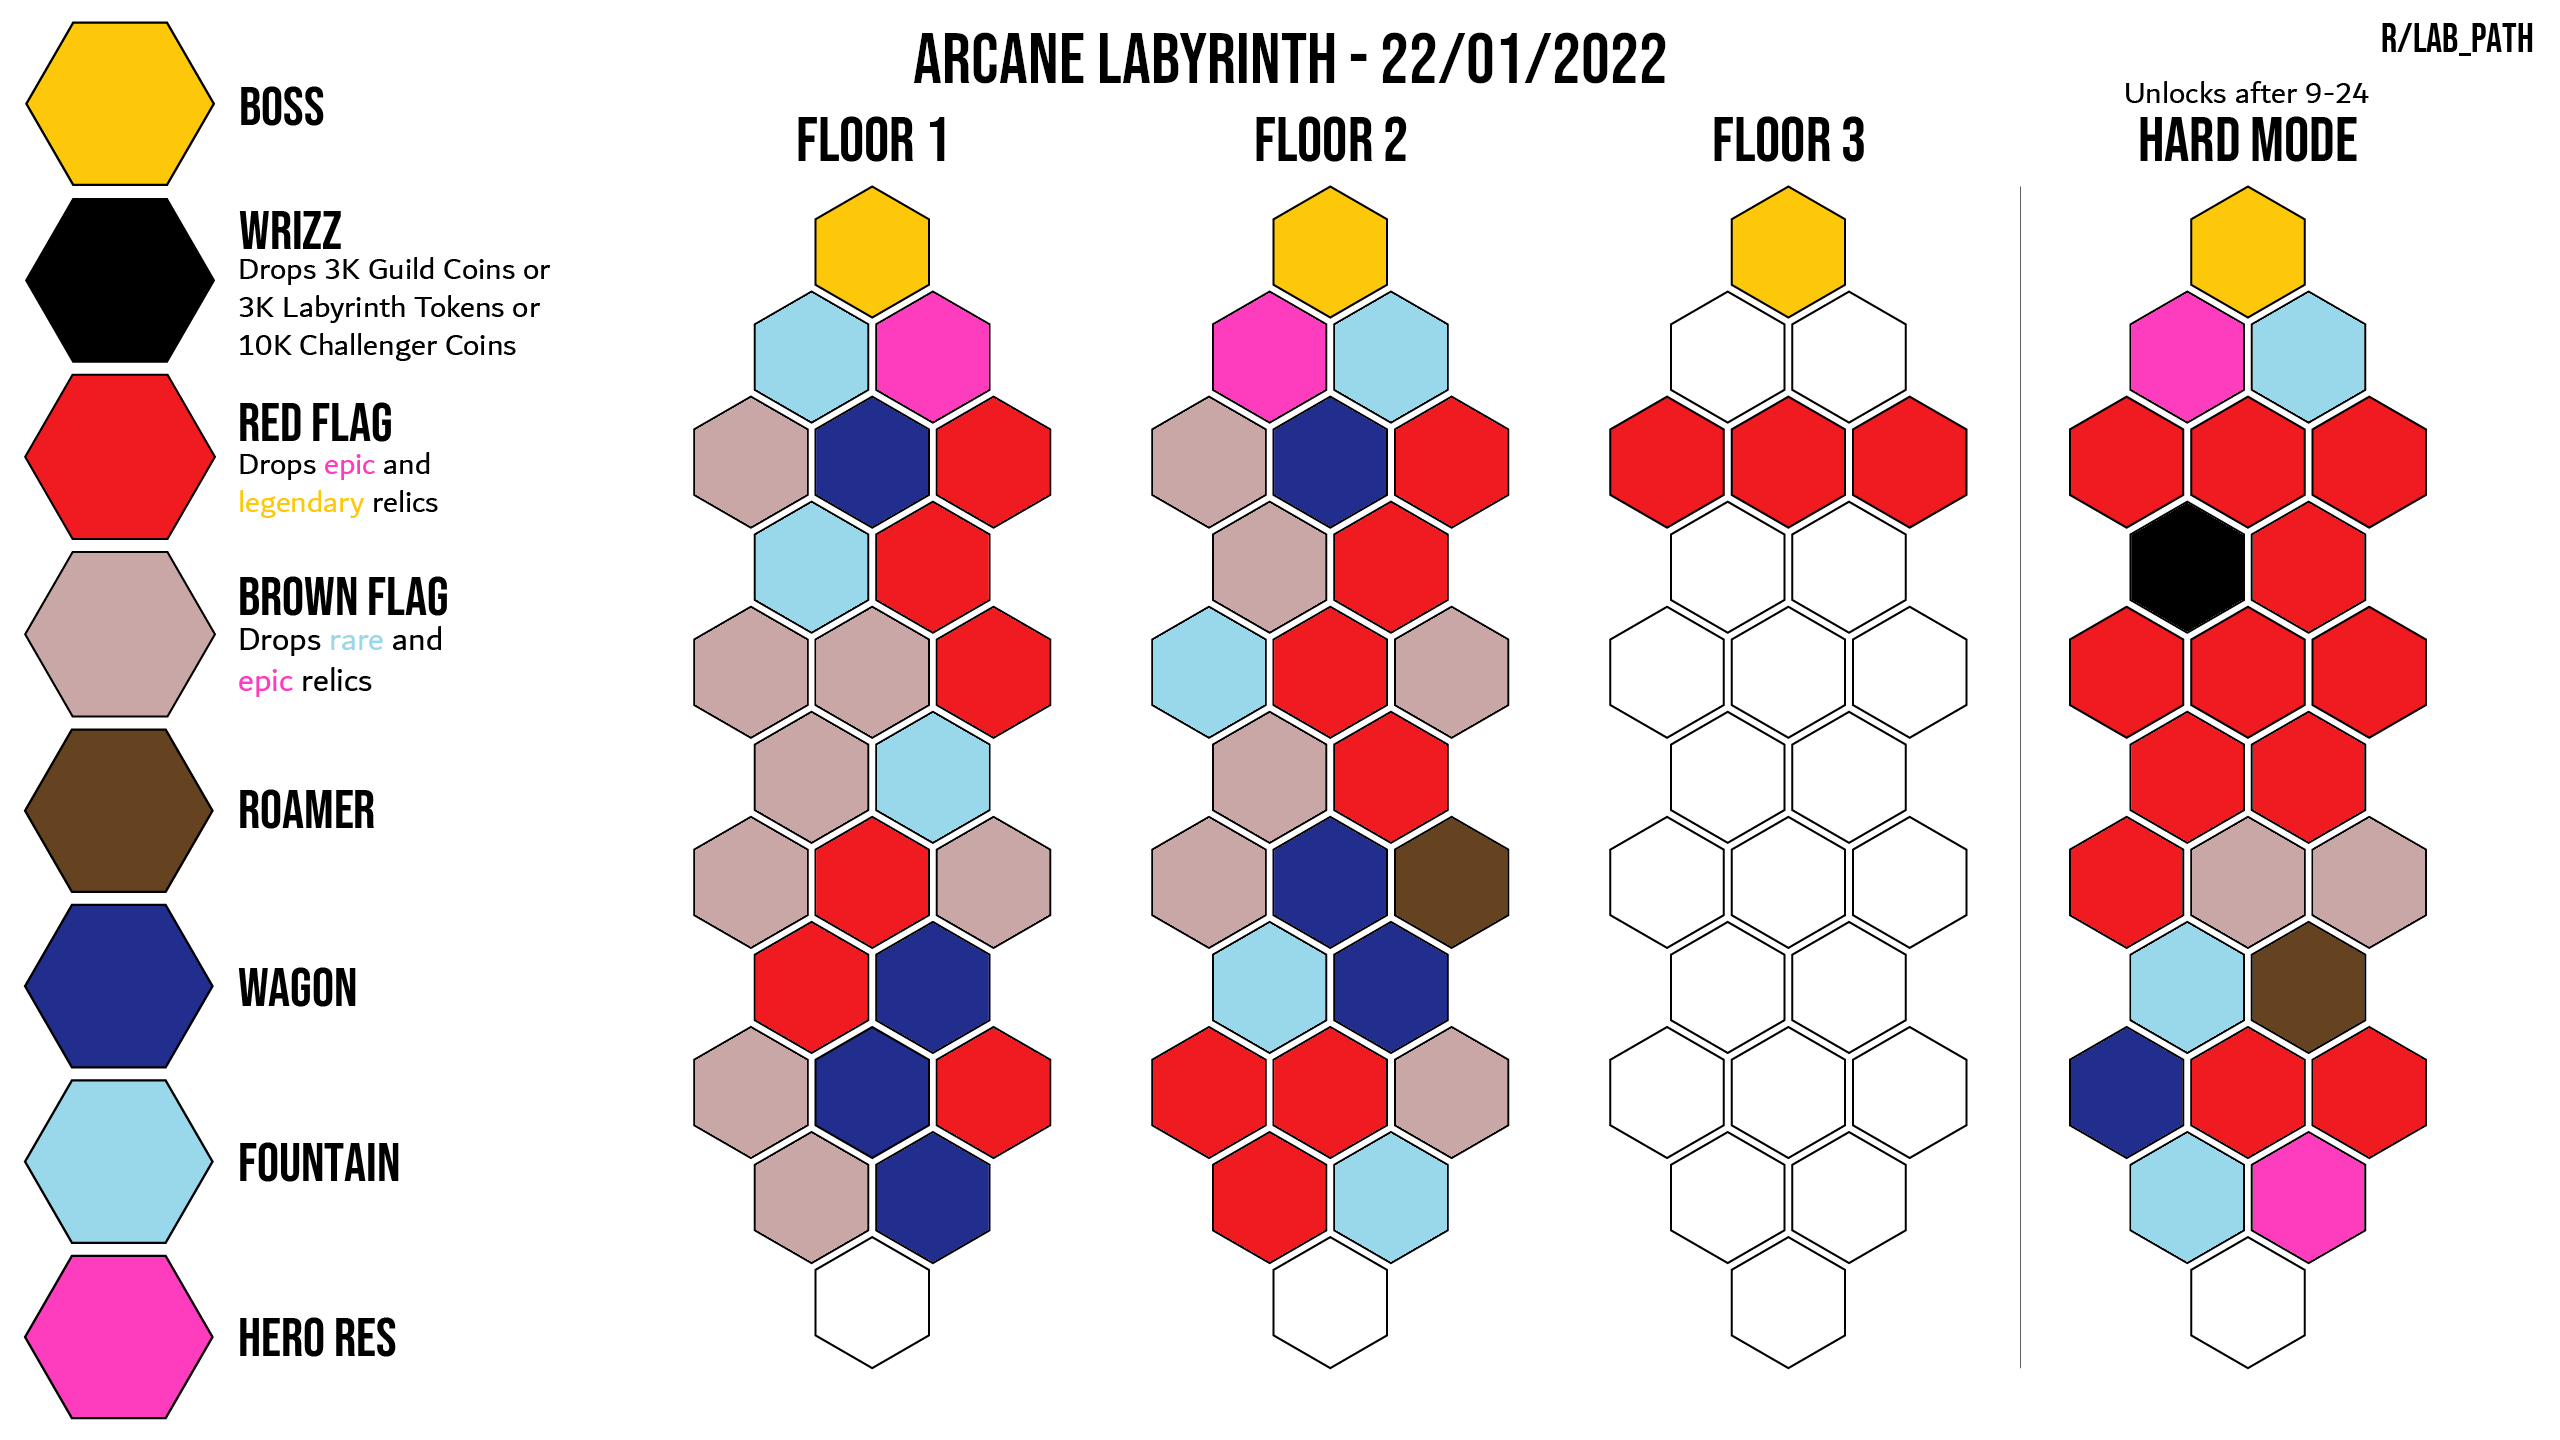 ARCANE LABYRINTH - 22/01/2022
R/LAB_PATH
BOSS
WRIZZ
Drops 3K Guild Coins or
3K Labyrinth Tokens or
10K Challenger Coins
RED FLAG
Drops epic and
legendary relics
BROWN FLAG
Drops rare and
epic relics
ROAMER
WAGON
FOUNTAIN
HERO RES
FLOOR 1
FLOOR 2
FLOOR 3
Unlocks after 9-24
HARD MODE